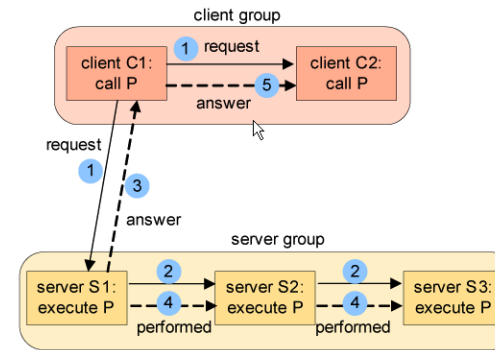 client group
client C1:
call P
1
request
client C2:
call P
5
answer
request
1
3
answer
server group
server S1:
execute P
2
4
performed
server S2:
execute P
2
4
performed
server S3:
execute P